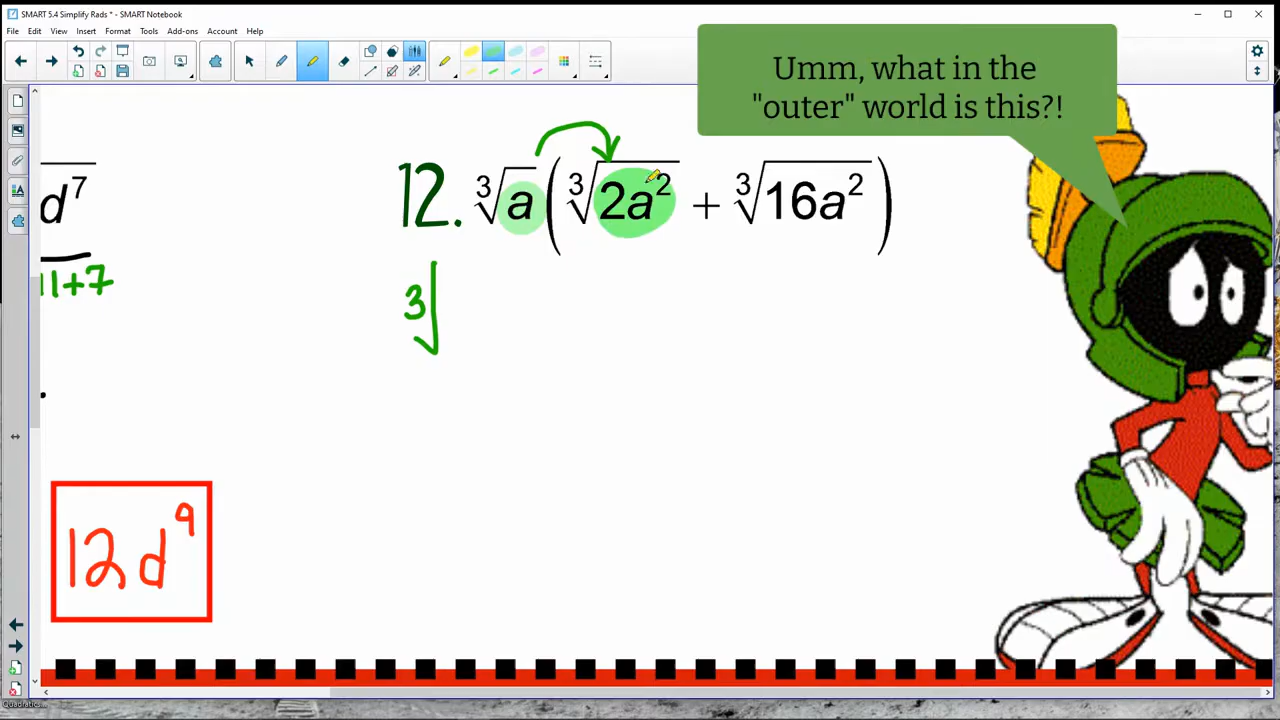 SMART 5.4 Simplify Rads * - SMART Notebook
File Edit View Insert Format Tools Add-ons Account Help
Umm, what in the
"outer" world is this?!
d⁷
11+7
12. ∛a(∛2a² + ∛16a²)
3√
12d⁹
Quadratics...